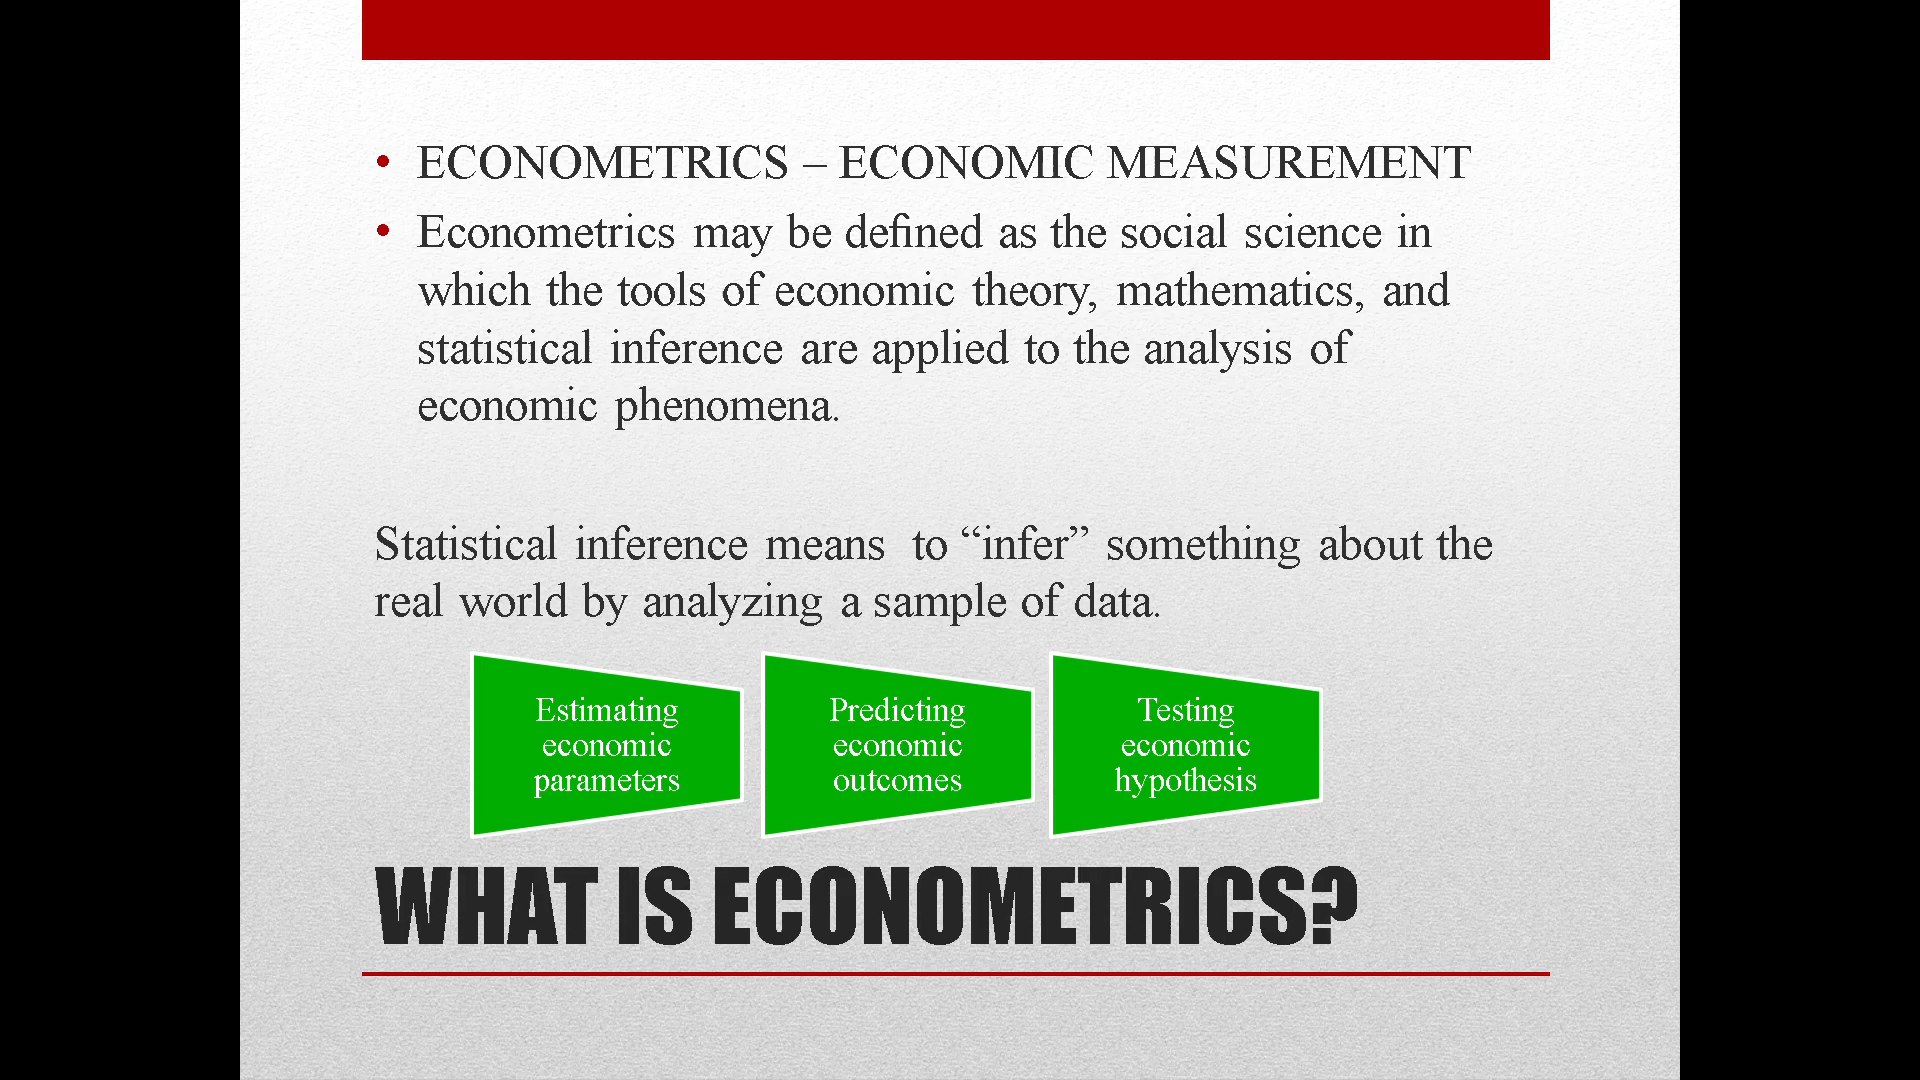 • ECONOMETRICS – ECONOMIC MEASUREMENT
• Econometrics may be defined as the social science in
which the tools of economic theory, mathematics, and
statistical inference are applied to the analysis of
economic phenomena.
Statistical inference means to “infer” something about the
real world by analyzing a sample of data.
Estimating
economic
parameters
Predicting
economic
outcomes
Testing
economic
hypothesis
WHAT IS ECONOMETRICS?